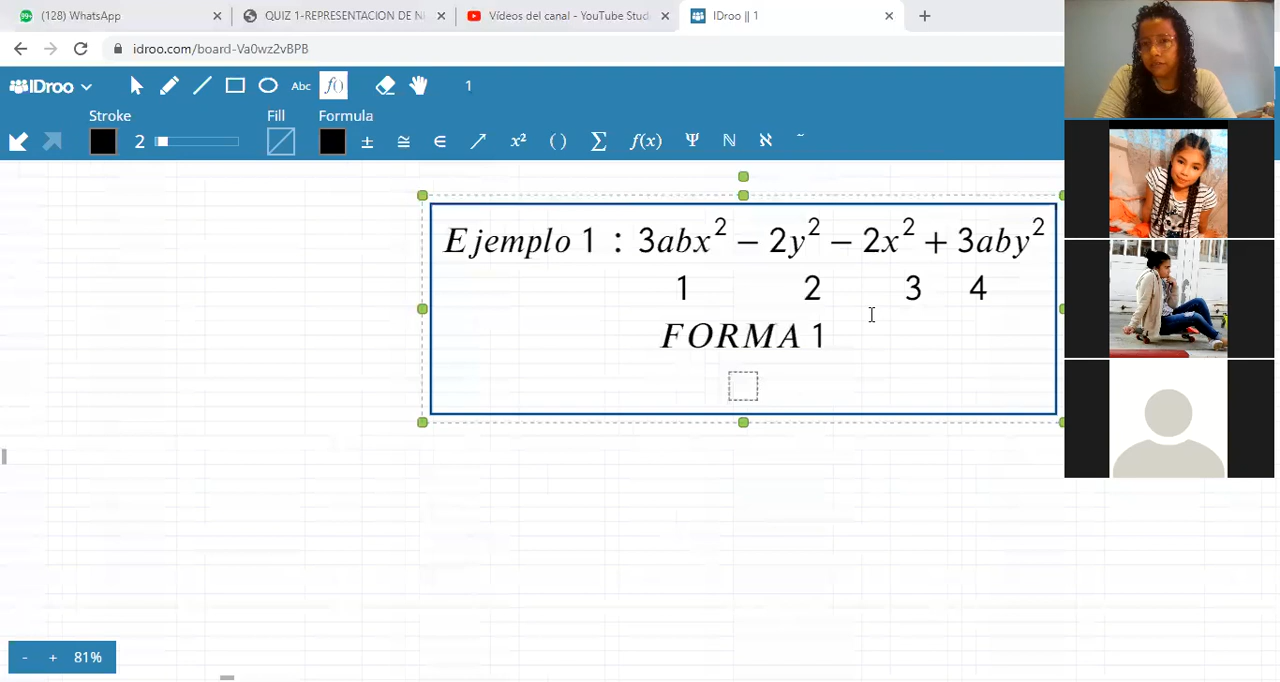 (128) WhatsApp
QUIZ 1-REPRESENTACION DE N
Vídeos del canal - YouTube Stud
IDroo || 1
idroo.com/board-Va0wz2vBPB
IDroo
Abc
f()
1
Stroke
Fill
Formula
2
± ≅ ∈ ↗ x² ( ) ∑ f(x) Ψ ℕ ℵ ~
Ejemplo 1 : 3abx² − 2y² − 2x² + 3aby²
1 2 3 4
FORMA 1
- + 81%